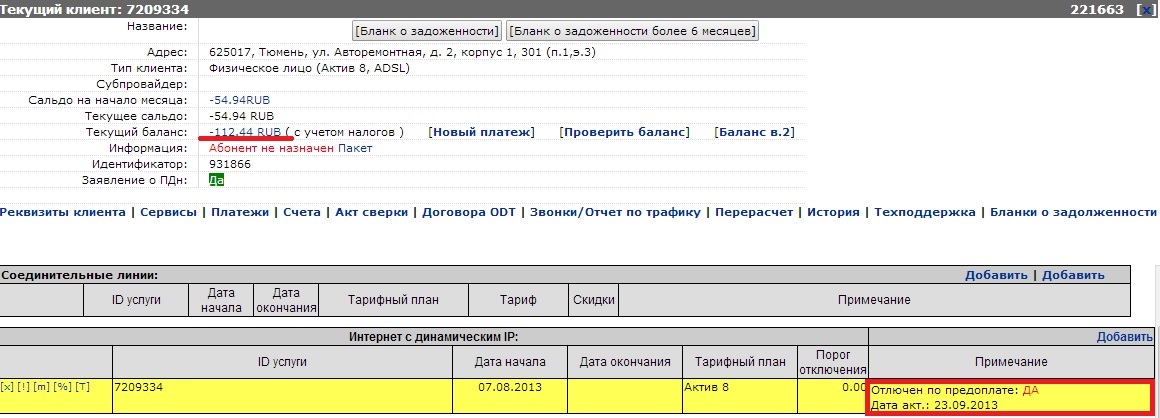 Текущий клиент: 7209334 221663 [x]
Название: [Бланк о задоженности] [Бланк о задоженности более 6 месяцев]
Адрес: 625017, Тюмень, ул. Авторемонтная, д. 2, корпус 1, 301 (п.1,э.3)
Тип клиента: Физическое лицо (Актив 8, ADSL)
Субпровайдер:
Сальдо на начало месяца: -54.94RUB
Текущее сальдо: -54.94 RUB
Текущий баланс: -112.44 RUB ( с учетом налогов ) [Новый платеж] [Проверить баланс] [Баланс в.2]
Информация: Абонент не назначен Пакет
Идентификатор: 931866
Заявление о ПДн: Да
Реквизиты клиента | Сервисы | Платежи | Счета | Акт сверки | Договора ODT | Звонки/Отчет по трафику | Перерасчет | История | Техподдержка | Бланки о задолженности
Соединительные линии: Добавить | Добавить
ID услуги Дата начала Дата окончания Тарифный план Тариф Скидки Примечание
Интернет с динамическим IP: Добавить
ID услуги Дата начала Дата окончания Тарифный план Порог отключения Примечание
[x] [!] [m] [%] [T] 7209334 07.08.2013 Актив 8 0.00 Отлючен по предоплате: ДА
Дата акт.: 23.09.2013